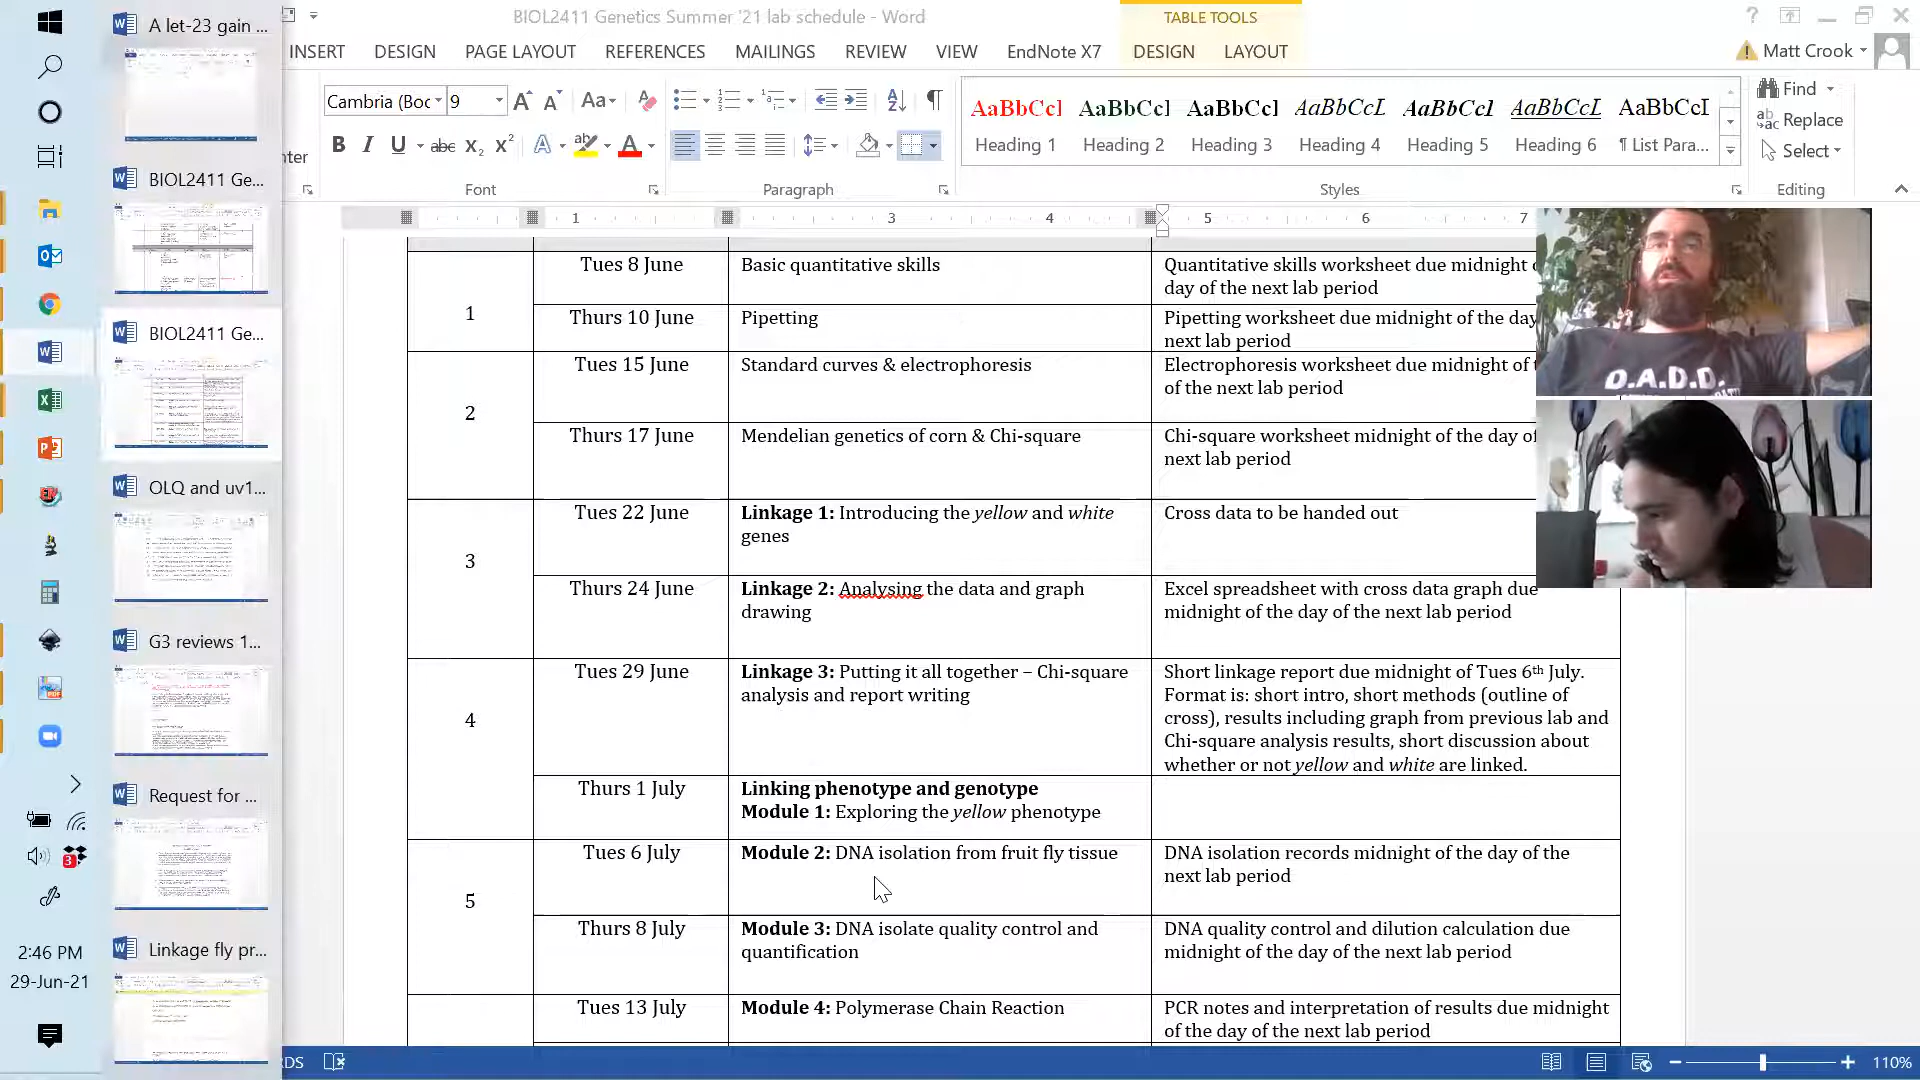 A let-23 gain ...
BIOL2411 Ge...
BIOL2411 Ge...
OLQ and uv1...
G3 reviews 1...
Request for ...
Linkage fly pr...
3
2:46 PM
29-Jun-21
BIOL2411 Genetics Summer '21 lab schedule - Word
TABLE TOOLS
?
INSERT DESIGN PAGE LAYOUT REFERENCES MAILINGS REVIEW VIEW EndNote X7 DESIGN LAYOUT
Matt Crook
Cambria (Boc 9
Aa
B I U abc X₂ X²
nter
Font
Paragraph
AaBbCcI AaBbCcI AaBbCcI AaBbCcL AaBbCcI AaBbCcL AaBbCcI
Heading 1 Heading 2 Heading 3 Heading 4 Heading 5 Heading 6 ¶ List Para...
Styles
Find
Replace
Select
Editing
1 3 4 5 6 7
1
Tues 8 June
Basic quantitative skills
Quantitative skills worksheet due midnight
day of the next lab period
Thurs 10 June
Pipetting
Pipetting worksheet due midnight of the day
next lab period
2
Tues 15 June
Standard curves & electrophoresis
Electrophoresis worksheet due midnight of
of the next lab period
Thurs 17 June
Mendelian genetics of corn & Chi-square
Chi-square worksheet midnight of the day of
next lab period
3
Tues 22 June
Linkage 1: Introducing the yellow and white
genes
Cross data to be handed out
Thurs 24 June
Linkage 2: Analysing the data and graph
drawing
Excel spreadsheet with cross data graph due
midnight of the day of the next lab period
4
Tues 29 June
Linkage 3: Putting it all together – Chi-square
analysis and report writing
Short linkage report due midnight of Tues 6th July.
Format is: short intro, short methods (outline of
cross), results including graph from previous lab and
Chi-square analysis results, short discussion about
whether or not yellow and white are linked.
Thurs 1 July
Linking phenotype and genotype
Module 1: Exploring the yellow phenotype
5
Tues 6 July
Module 2: DNA isolation from fruit fly tissue
DNA isolation records midnight of the day of the
next lab period
Thurs 8 July
Module 3: DNA isolate quality control and
quantification
DNA quality control and dilution calculation due
midnight of the day of the next lab period
Tues 13 July
Module 4: Polymerase Chain Reaction
PCR notes and interpretation of results due midnight
of the day of the next lab period
D.A.D.D.
RDS
110%